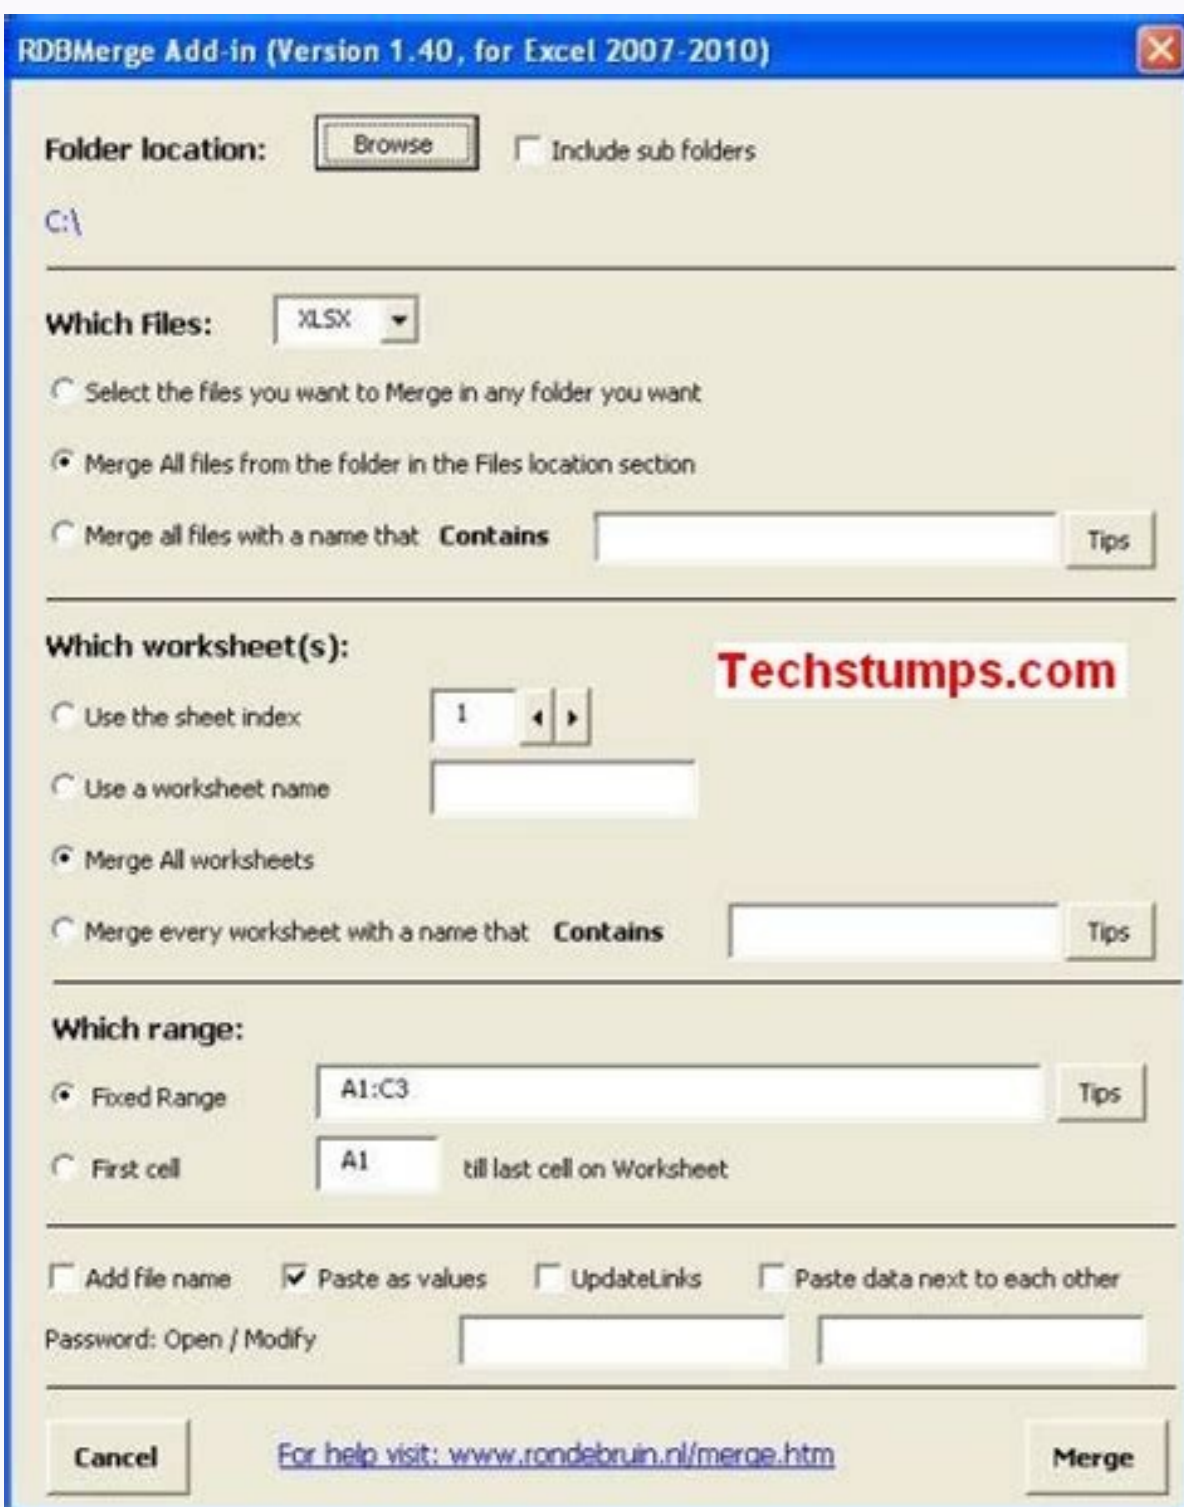 RDBMerge Add-in (Version 1.40, for Excel 2007-2010)
Folder location: Browse Include sub folders
C:\
Which Files: XLSX
Select the files you want to Merge in any folder you want
Merge All files from the folder in the Files location section
Merge all files with a name that Contains Tips
Which worksheet(s):
Techstumps.com
Use the sheet index 1
Use a worksheet name
Merge All worksheets
Merge every worksheet with a name that Contains Tips
Which range:
Fixed Range A1:C3 Tips
First cell A1 till last cell on Worksheet
Add file name Paste as values UpdateLinks Paste data next to each other
Password: Open / Modify
Cancel For help visit: www.rondebruin.nl/merge.htm Merge